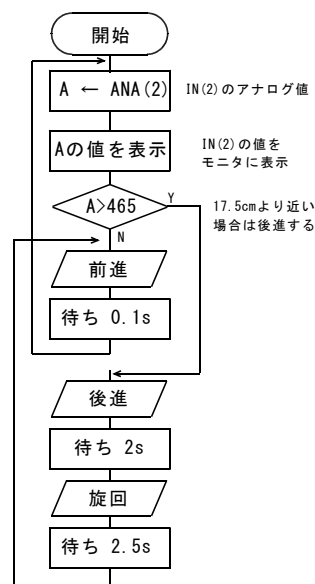 開始
A ← ANA(2)
IN(2)のアナログ値
Aの値を表示
IN(2)の値を
モニタに表示
A>465
Y
17.5cmより近い
場合は後進する
N
前進
待ち 0.1s
後進
待ち 2s
旋回
待ち 2.5s